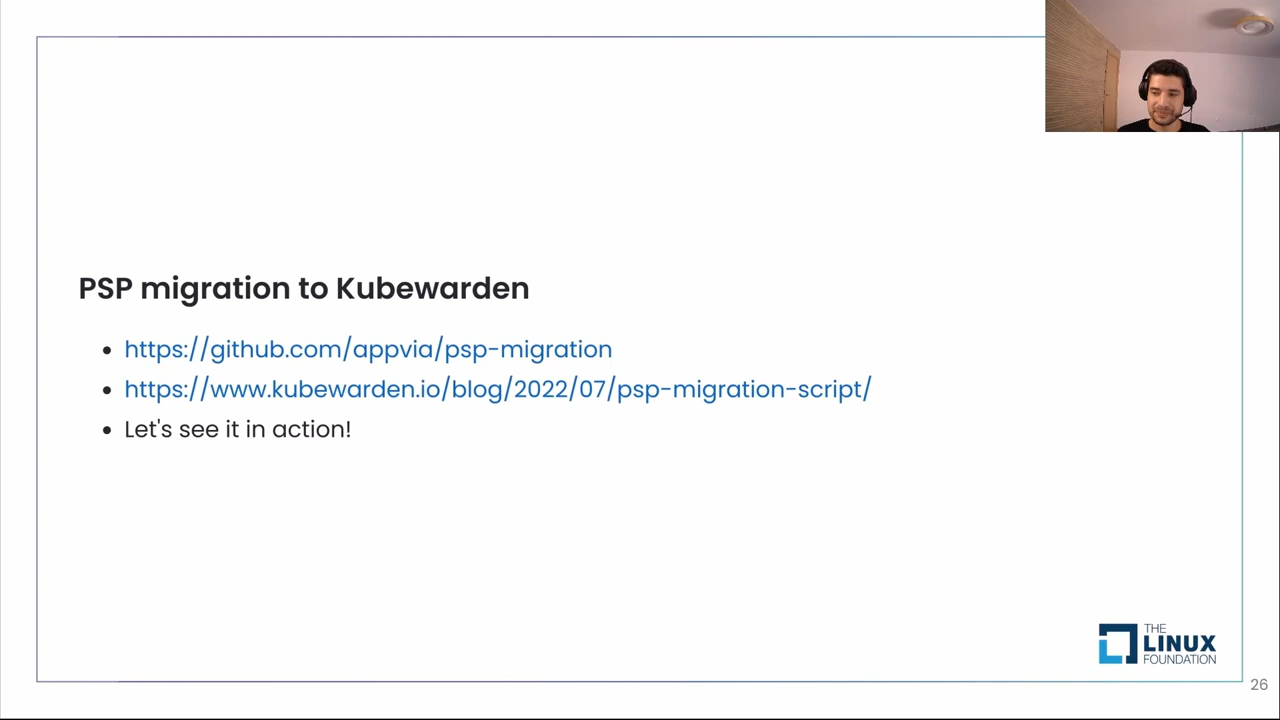 PSP migration to Kubewarden
https://github.com/appvia/psp-migration
https://www.kubewarden.io/blog/2022/07/psp-migration-script/
Let's see it in action!
THE
LINUX
FOUNDATION
26